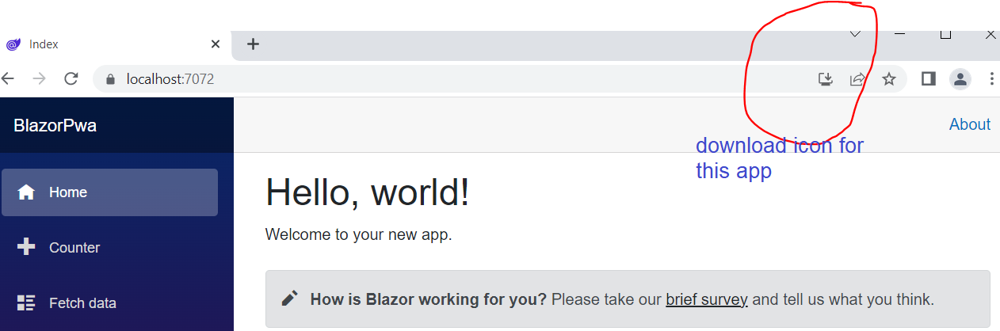 Index
localhost:7072
BlazorPwa
About
download icon for
this app
Home
Hello, world!
Welcome to your new app.
Counter
Fetch data
How is Blazor working for you? Please take our brief survey and tell us what you think.